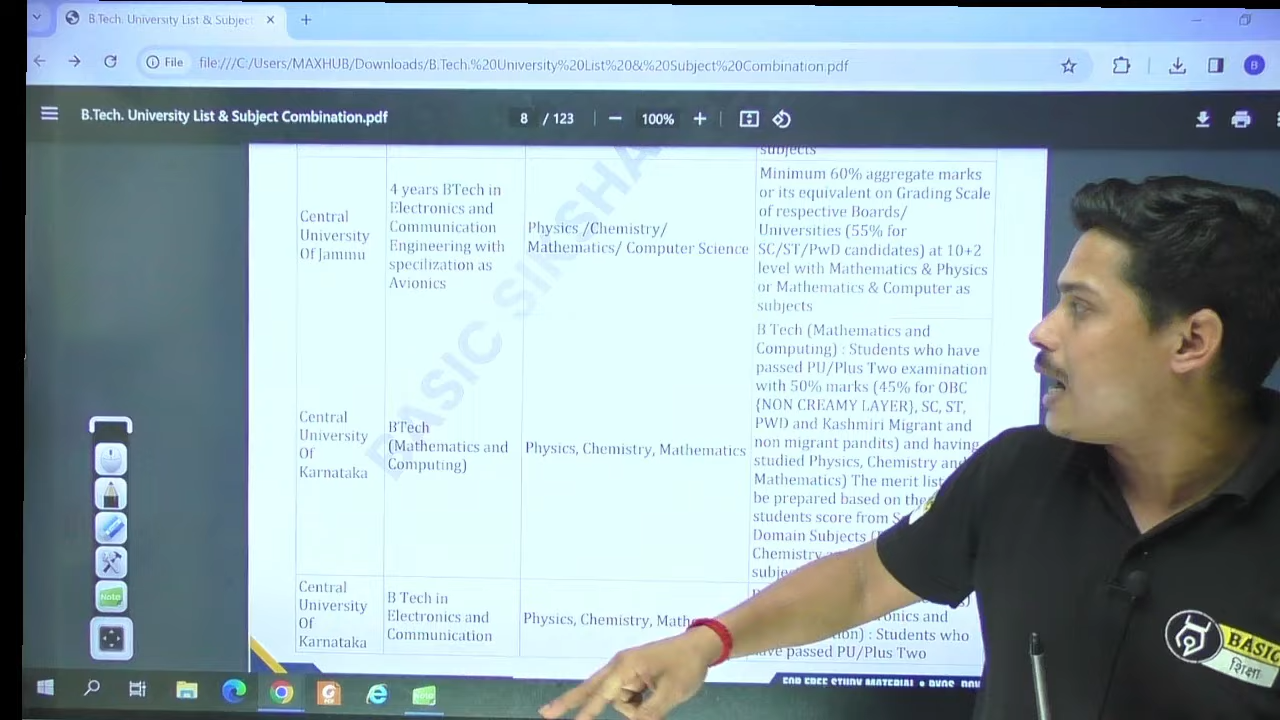 B.Tech. University List & Subject
File
file:///C:/Users/MAXHUB/Downloads/B.Tech.%20University%20List%20&%20Subject%20Combination.pdf
B
B.Tech. University List & Subject Combination.pdf
8 / 123
100%
subjects
Central
University
Of Jammu
4 years BTech in
Electronics and
Communication
Engineering with
specilization as
Avionics
Physics /Chemistry/
Mathematics/ Computer Science
Minimum 60% aggregate marks
or its equivalent on Grading Scale
of respective Boards/
Universities (55% for
SC/ST/PwD candidates) at 10+2
level with Mathematics & Physics
or Mathematics & Computer as
subjects
Central
University
Of
Karnataka
BTech
(Mathematics and
Computing)
Physics, Chemistry, Mathematics
B Tech (Mathematics and
Computing) : Students who have
passed PU/Plus Two examination
with 50% marks (45% for OBC
{NON CREAMY LAYER}, SC, ST,
PWD and Kashmiri Migrant and
non migrant pandits) and having
studied Physics, Chemistry and
Mathematics) The merit list
be prepared based on the
students score from
Domain Subjects
Chemistry
Central
University
Of
Karnataka
B Tech in
Electronics and
Communication
Physics, Chemistry,
: Students who
passed PU/Plus Two
BASIC
FOR FREE STUDY MATERIAL
Note
BASIC
शिक्षा